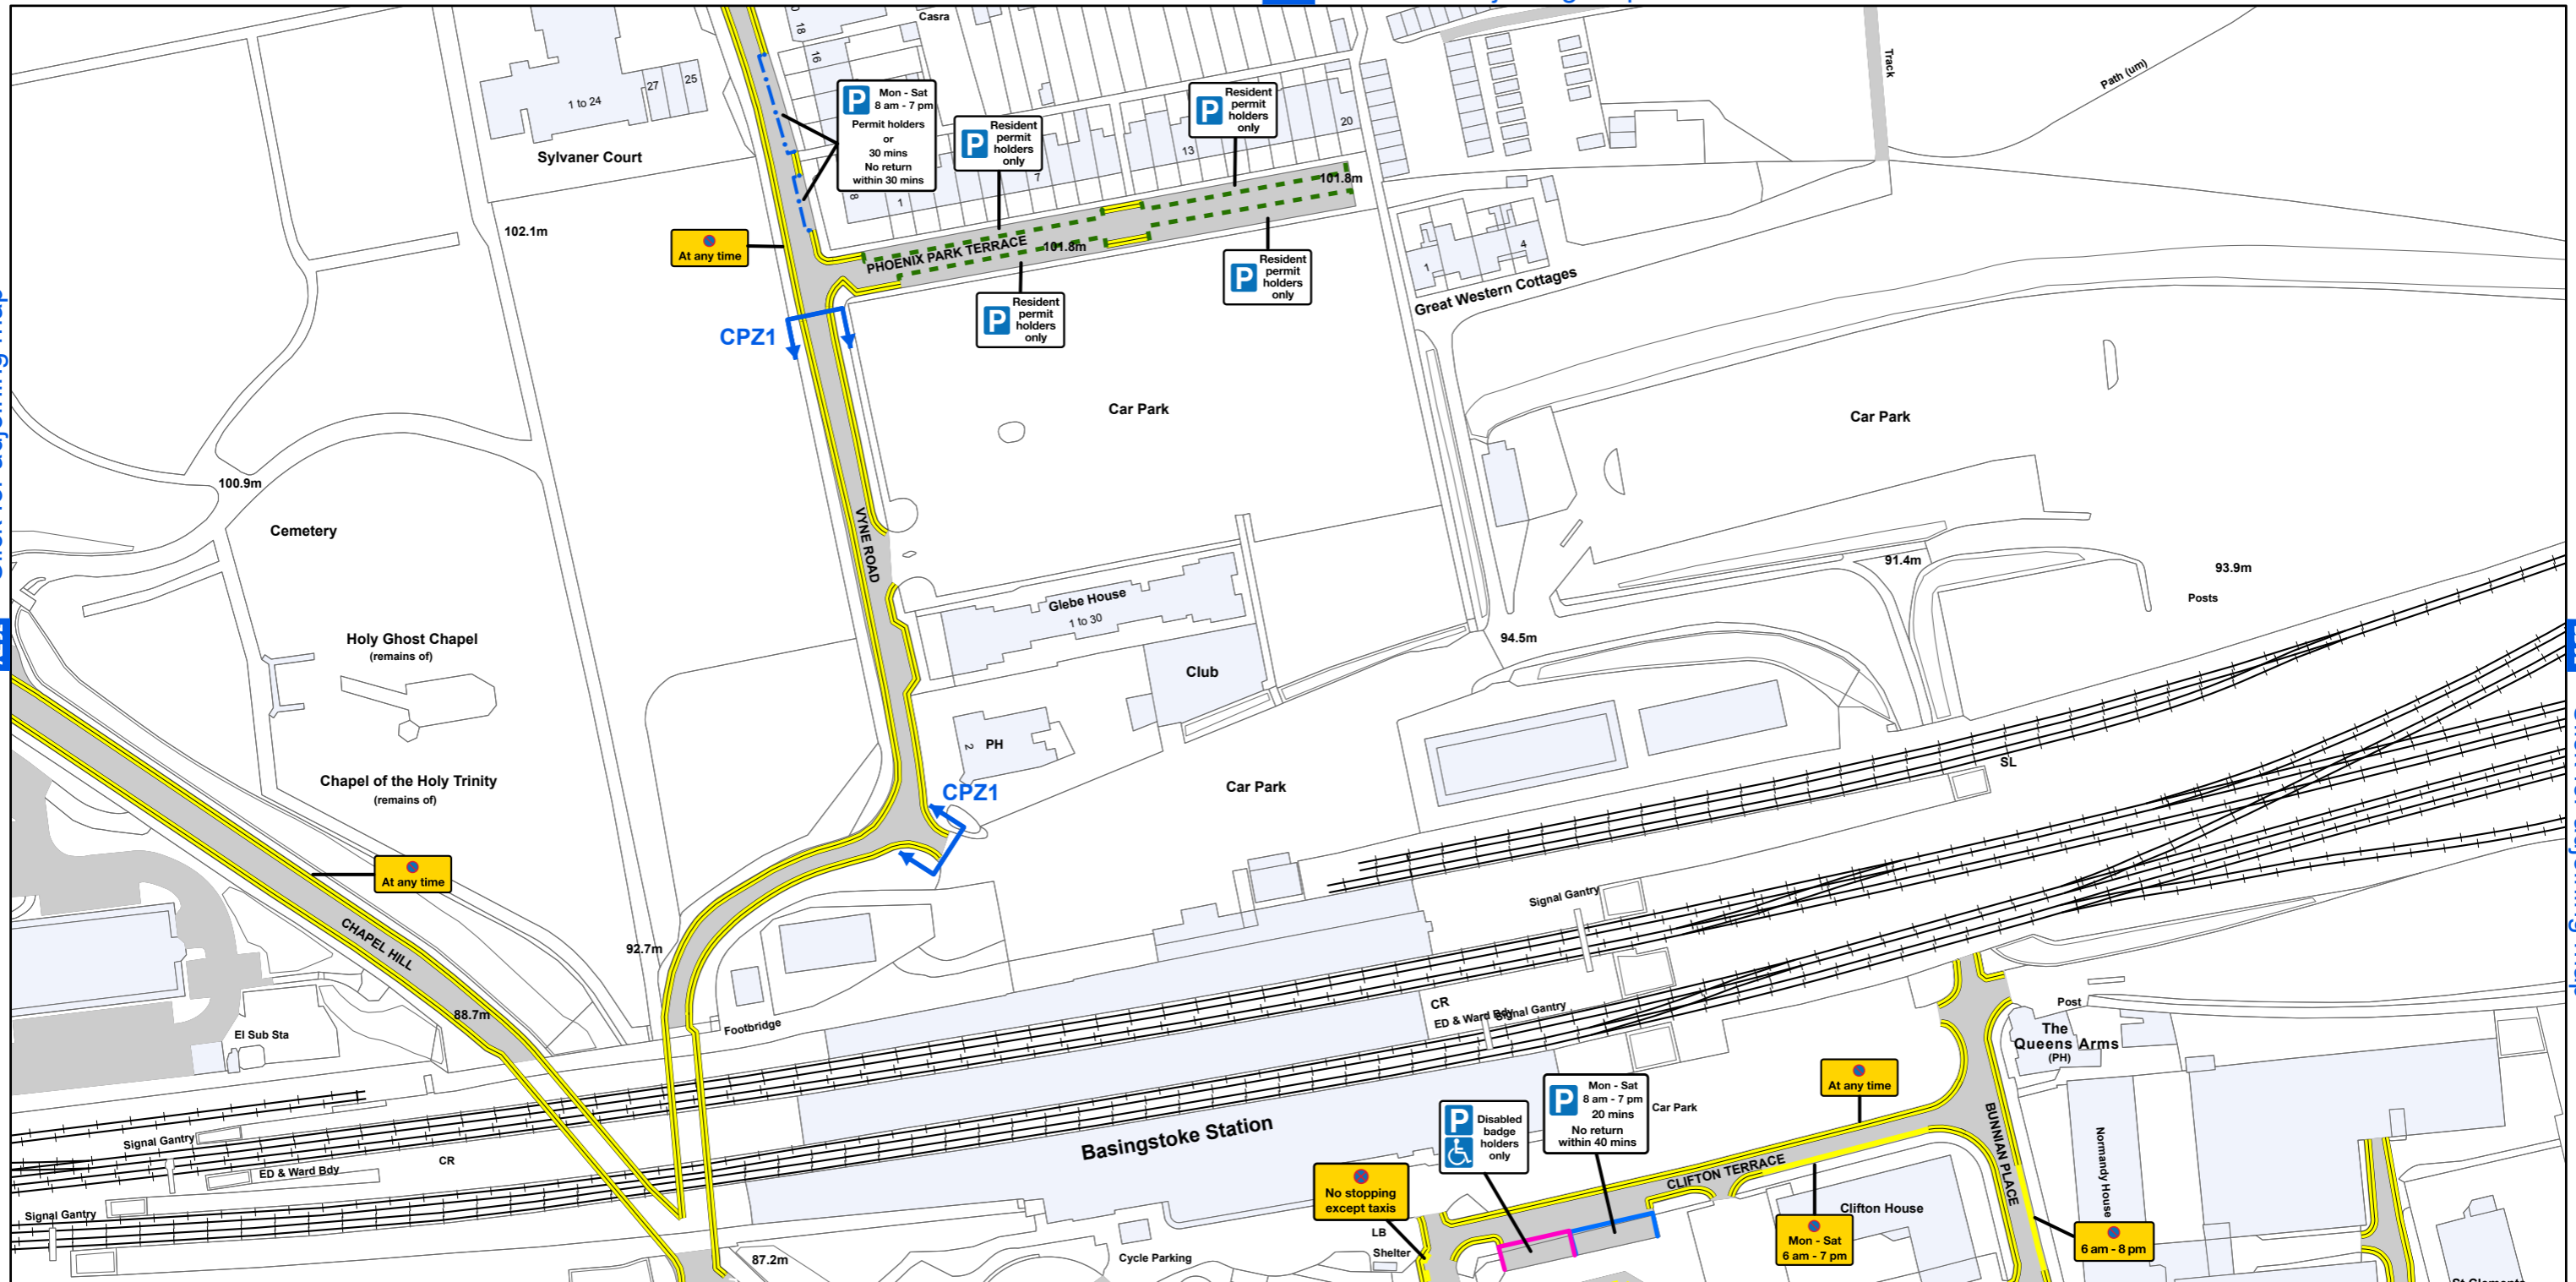 Casra
18
16
27
25
1 to 24
Sylvaner Court
P
Mon - Sat
8 am - 7 pm
Permit holders
or
30 mins
No return
within 30 mins
P
Resident
permit
holders
only
P
Resident
permit
holders
only
20
13
7
8
1
101.8m
Track
Path (um)
102.1m
At any time
PHOENIX PARK TERRACE
101.8m
P
Resident
permit
holders
only
P
Resident
permit
holders
only
1
4
Great Western Cottages
CPZ1
Car Park
Car Park
100.9m
Cemetery
VYNE ROAD
91.4m
93.9m
Posts
Glebe House
1 to 30
94.5m
Holy Ghost Chapel
(remains of)
Club
2
PH
Chapel of the Holy Trinity
(remains of)
CPZ1
Car Park
SL
At any time
CHAPEL HILL
92.7m
88.7m
El Sub Sta
Footbridge
Signal Gantry
CR
ED & Ward Bdy
Signal Gantry
Post
The
Queens Arms
(PH)
At any time
BUNNIAN PLACE
Normandy House
Signal Gantry
ED & Ward Bdy
CR
Signal Gantry
Basingstoke Station
P
Disabled
badge
holders
only
P
Mon - Sat
8 am - 7 pm
20 mins
No return
within 40 mins
Car Park
No stopping
except taxis
CLIFTON TERRACE
Clifton House
Mon - Sat
6 am - 7 pm
6 am - 8 pm
LB
Shelter
Cycle Parking
87.2m